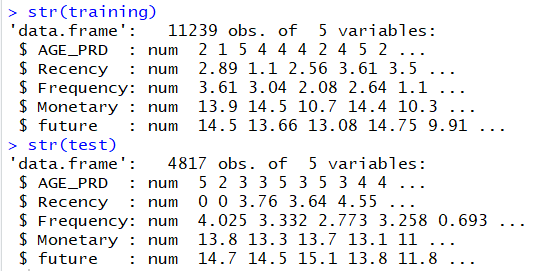 > str(training)
'data.frame':   11239 obs. of  5 variables:
 $ AGE_PRD  : num  2 1 5 4 4 4 2 4 5 2 ...
 $ Recency  : num  2.89 1.1 2.56 3.61 3.5 ...
 $ Frequency: num  3.61 3.04 2.08 2.64 1.1 ...
 $ Monetary : num  13.9 14.5 10.7 14.4 10.3 ...
 $ future   : num  14.5 13.66 13.08 14.75 9.91 ...
> str(test)
'data.frame':   4817 obs. of  5 variables:
 $ AGE_PRD  : num  5 2 3 3 5 3 5 3 4 4 ...
 $ Recency  : num  0 0 3.76 3.64 4.55 ...
 $ Frequency: num  4.025 3.332 2.773 3.258 0.693 ...
 $ Monetary : num  13.8 13.3 13.7 13.1 11 ...
 $ future   : num  14.7 14.5 15.1 13.8 11.8 ...